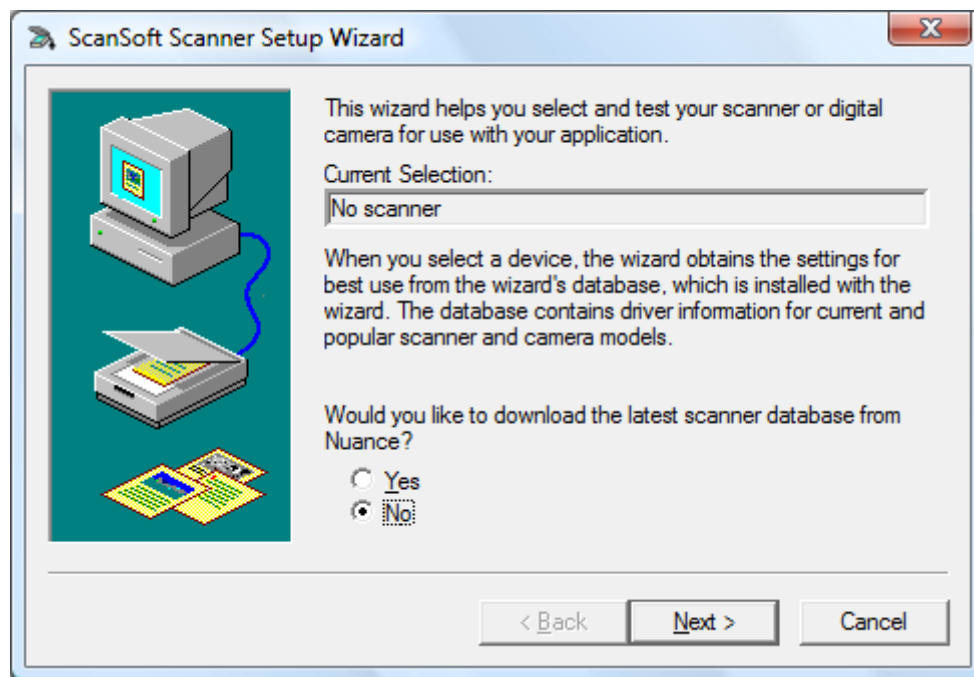 ScanSoft Scanner Setup Wizard
This wizard helps you select and test your scanner or digital
camera for use with your application.
Current Selection:
No scanner
When you select a device, the wizard obtains the settings for
best use from the wizard's database, which is installed with the
wizard. The database contains driver information for current and
popular scanner and camera models.
Would you like to download the latest scanner database from
Nuance?
Yes
No
< Back Next > Cancel